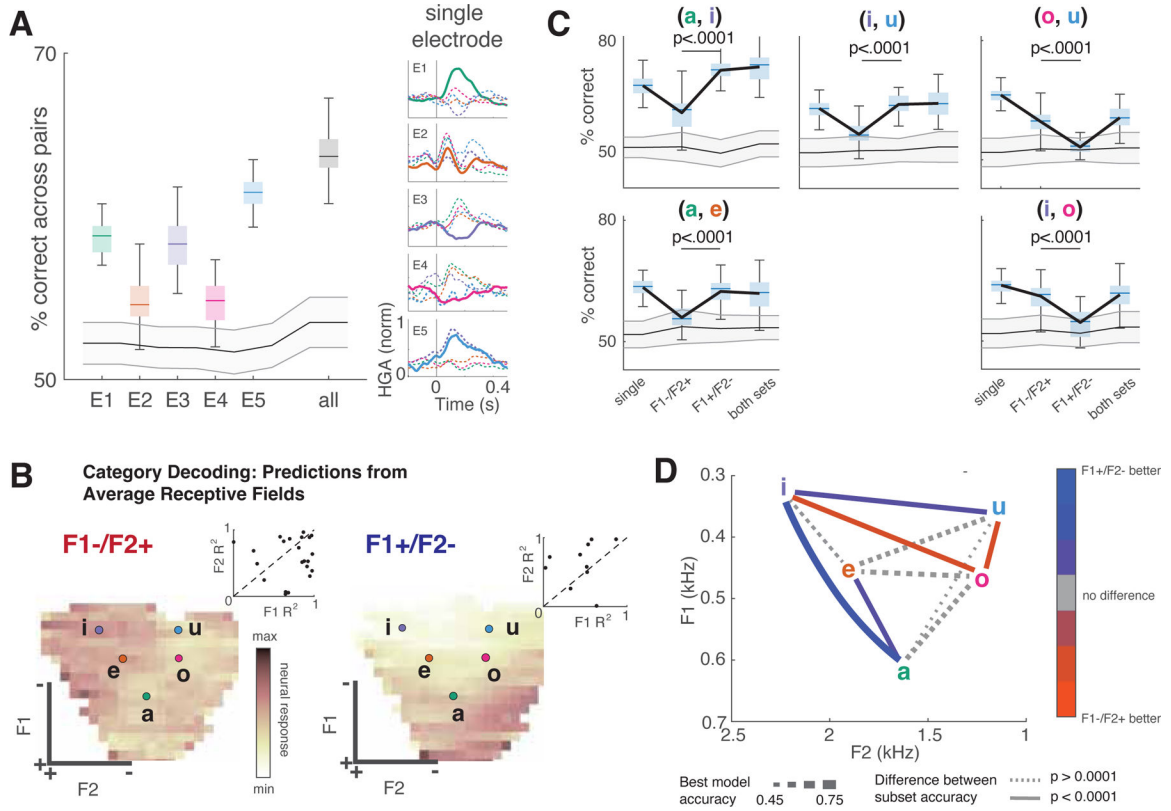 A
single
electrode
70
% correct across pairs
50
E1 E2 E3 E4 E5 all
E1
E2
E3
E4
E5
HGA (norm)
1
0
0 0.4
Time (s)
C
(a, i)
(i, u)
(o, u)
80
p<.0001
p<.0001
p<.0001
% correct
50
(a, e)
(i, o)
80
p<.0001
p<.0001
% correct
50
single F1-/F2+ F1+/F2- both sets
single F1-/F2+ F1+/F2- both sets
B
Category Decoding: Predictions from
Average Receptive Fields
F1-/F2+
1
F2 R²
0
F1 R² 1
i u
e o
a
-
F1
+
+ F2 -
max
neural response
min
F1+/F2-
1
F2 R²
0
F1 R² 1
i u
e o
a
-
F1
+
+ F2 -
D
0.3
0.4
0.5
0.6
0.7
F1 (kHz)
i
u
e
o
a
2.5 2 1.5 1
F2 (kHz)
F1+/F2- better
no difference
F1-/F2+ better
Best model
accuracy
0.45 0.75
Difference between
subset accuracy
p > 0.0001
p < 0.0001